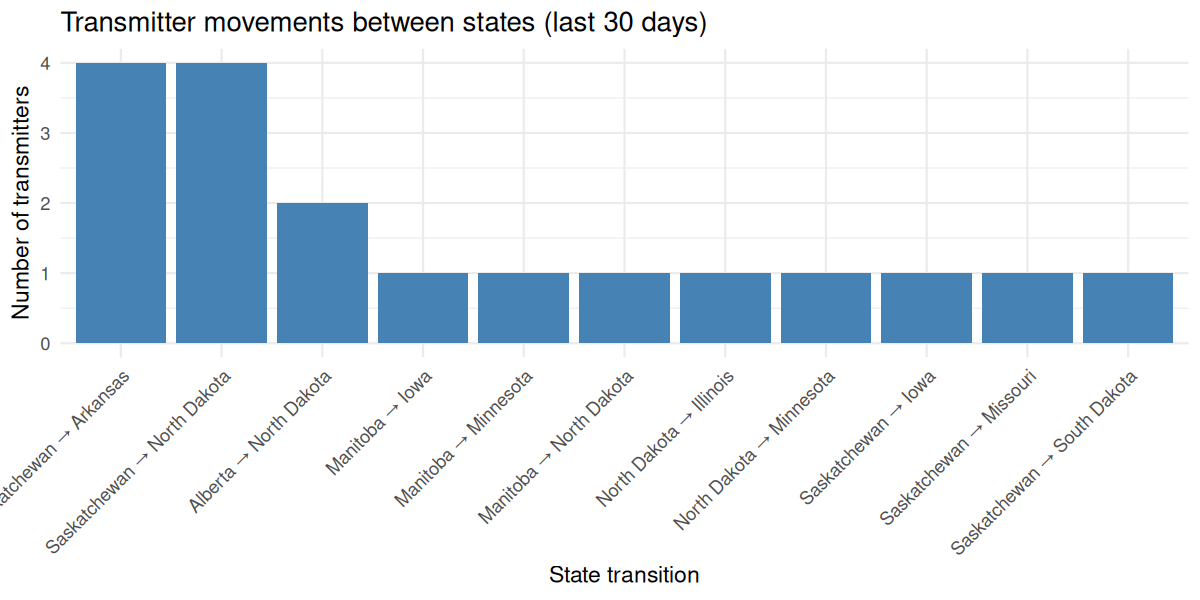 Transmitter movements between states (last 30 days)
Number of transmitters
4
3
2
1
0
atchewan → Arkansas
Saskatchewan → North Dakota
Alberta → North Dakota
Manitoba → Iowa
Manitoba → Minnesota
Manitoba → North Dakota
North Dakota → Illinois
North Dakota → Minnesota
Saskatchewan → Iowa
Saskatchewan → Missouri
Saskatchewan → South Dakota
State transition